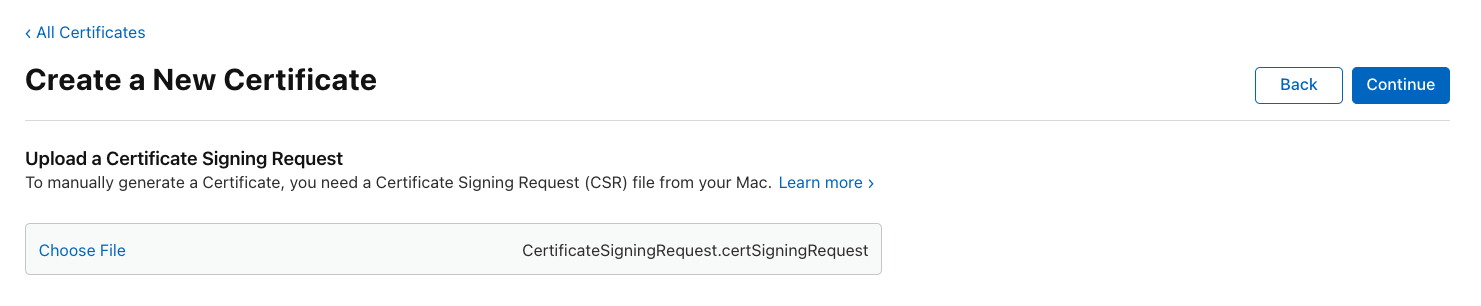 ‹ All Certificates
Create a New Certificate
Back
Continue
Upload a Certificate Signing Request
To manually generate a Certificate, you need a Certificate Signing Request (CSR) file from your Mac. Learn more ›
Choose File CertificateSigningRequest.certSigningRequest